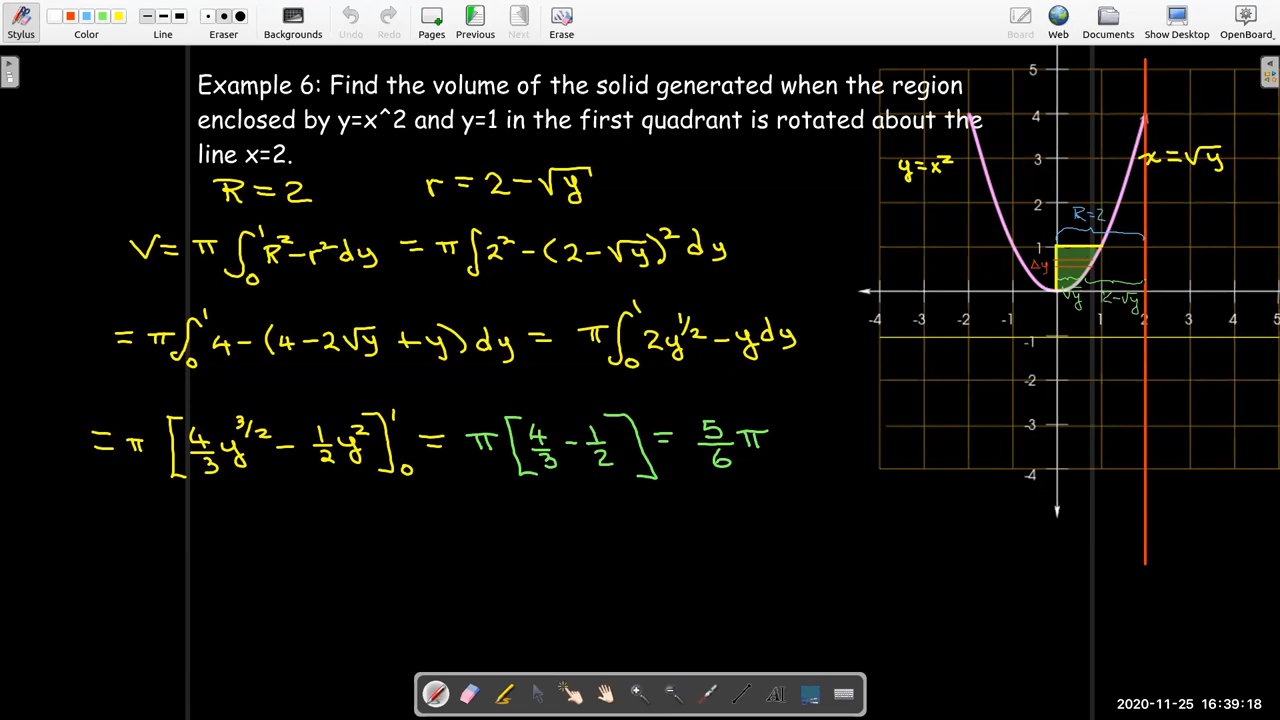 Stylus Color Line Eraser Backgrounds Undo Redo Pages Previous Next Erase Board Web Documents Show Desktop OpenBoard
Example 6: Find the volume of the solid generated when the region
enclosed by y=x^2 and y=1 in the first quadrant is rotated about the
line x=2.
R = 2 r = 2 - √y
V = π ∫₀¹ R² - r² dy = π ∫ 2² - (2 - √y)² dy
= π ∫₀¹ 4 - (4 - 2√y + y) dy = π ∫₀¹ 2y^1/2 - y dy
= π [ 4/3 y^3/2 - 1/2 y² ]₀¹ = π [ 4/3 - 1/2 ] = 5/6 π
5
4
y = x² 3 x = √y
2 R = 2
1
Δy
√y 2-√y
-4 -3 -2 -1 1 2 3 4 5
-1
-2
-3
-4
AI
2020-11-25 16:39:18